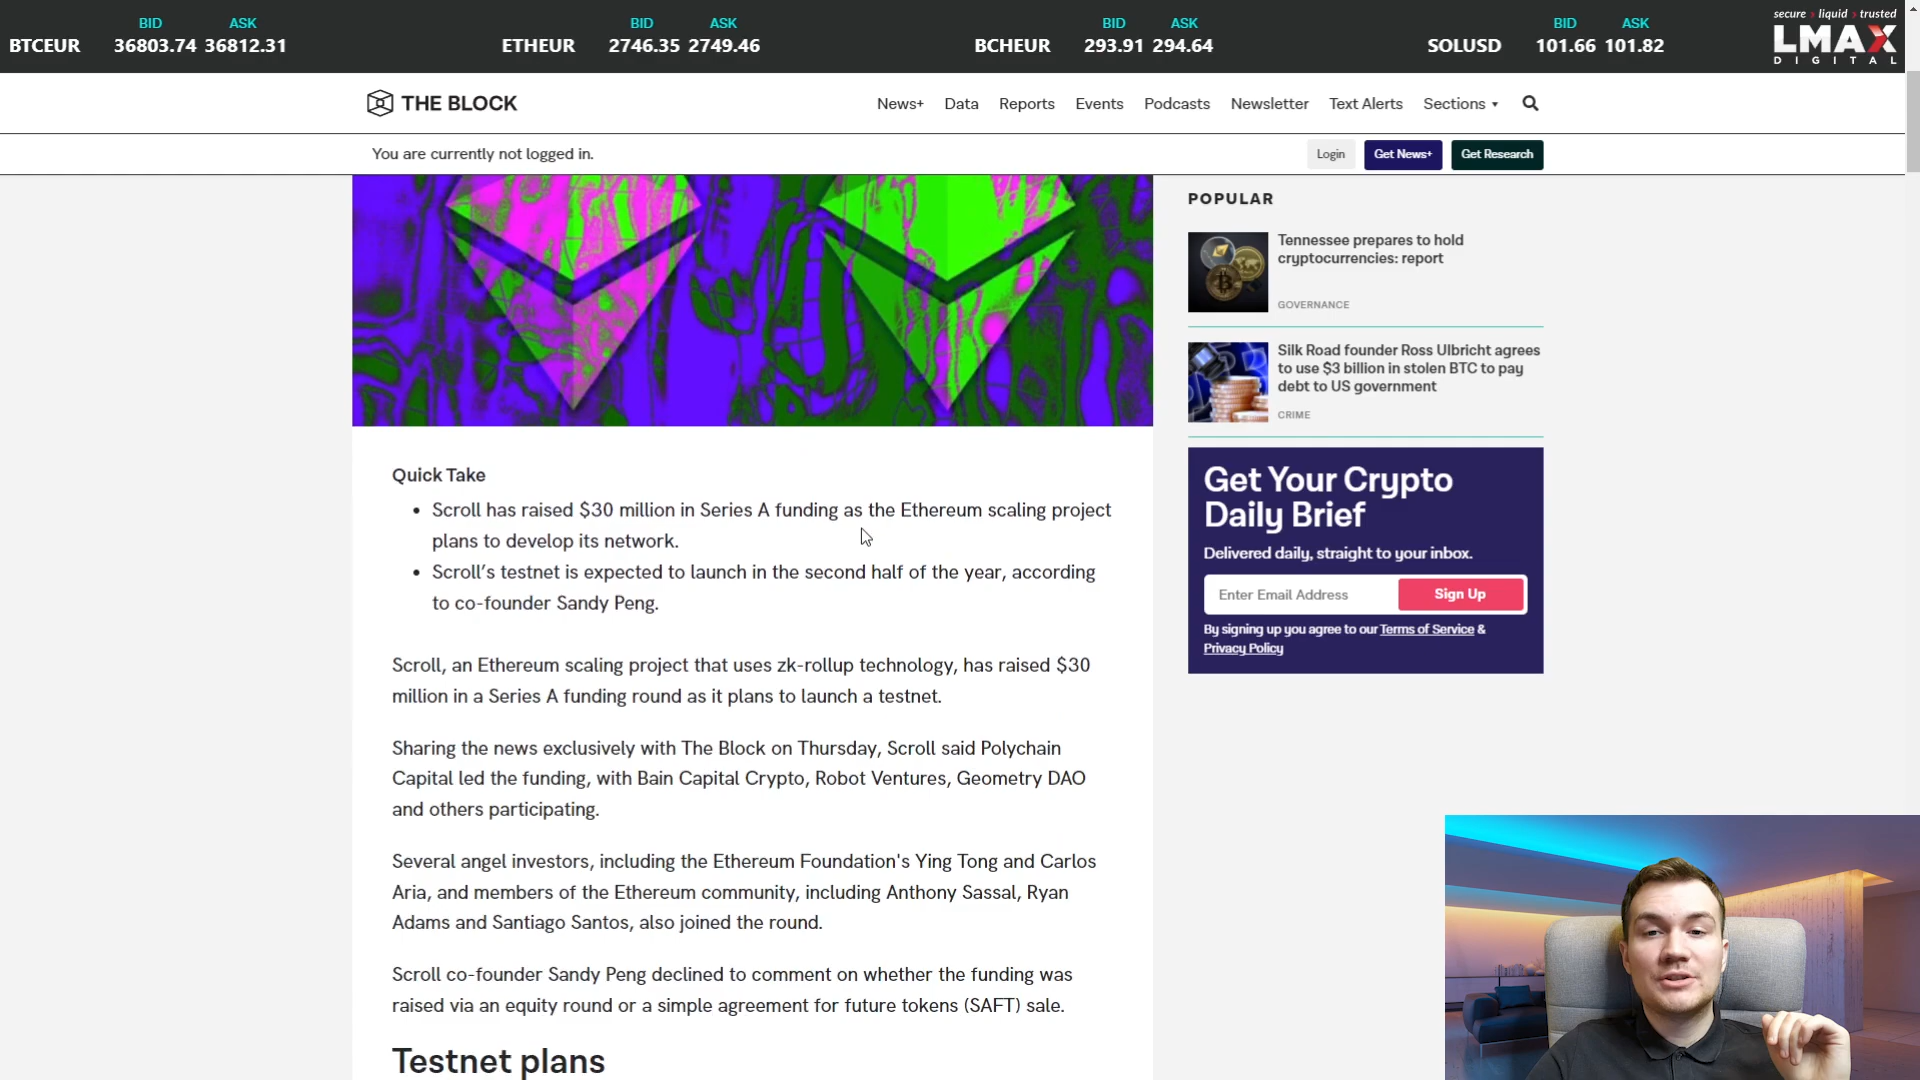 BID ASK
BTCEUR 36803.74 36812.31
BID ASK
ETHEUR 2746.35 2749.46
BID ASK
BCHEUR 293.91 294.64
BID ASK
SOLUSD 101.66 101.82
secure › liquid › trusted
LMAX
DIGITAL
THE BLOCK
News+ Data Reports Events Podcasts Newsletter Text Alerts Sections ▾
You are currently not logged in.
Login Get News+ Get Research
Quick Take
• Scroll has raised $30 million in Series A funding as the Ethereum scaling project
plans to develop its network.
• Scroll’s testnet is expected to launch in the second half of the year, according
to co-founder Sandy Peng.
Scroll, an Ethereum scaling project that uses zk-rollup technology, has raised $30
million in a Series A funding round as it plans to launch a testnet.
Sharing the news exclusively with The Block on Thursday, Scroll said Polychain
Capital led the funding, with Bain Capital Crypto, Robot Ventures, Geometry DAO
and others participating.
Several angel investors, including the Ethereum Foundation's Ying Tong and Carlos
Aria, and members of the Ethereum community, including Anthony Sassal, Ryan
Adams and Santiago Santos, also joined the round.
Scroll co-founder Sandy Peng declined to comment on whether the funding was
raised via an equity round or a simple agreement for future tokens (SAFT) sale.
Testnet plans
POPULAR
Tennessee prepares to hold
cryptocurrencies: report
GOVERNANCE
Silk Road founder Ross Ulbricht agrees
to use $3 billion in stolen BTC to pay
debt to US government
CRIME
Get Your Crypto
Daily Brief
Delivered daily, straight to your inbox.
Enter Email Address Sign Up
By signing up you agree to our Terms of Service &
Privacy Policy